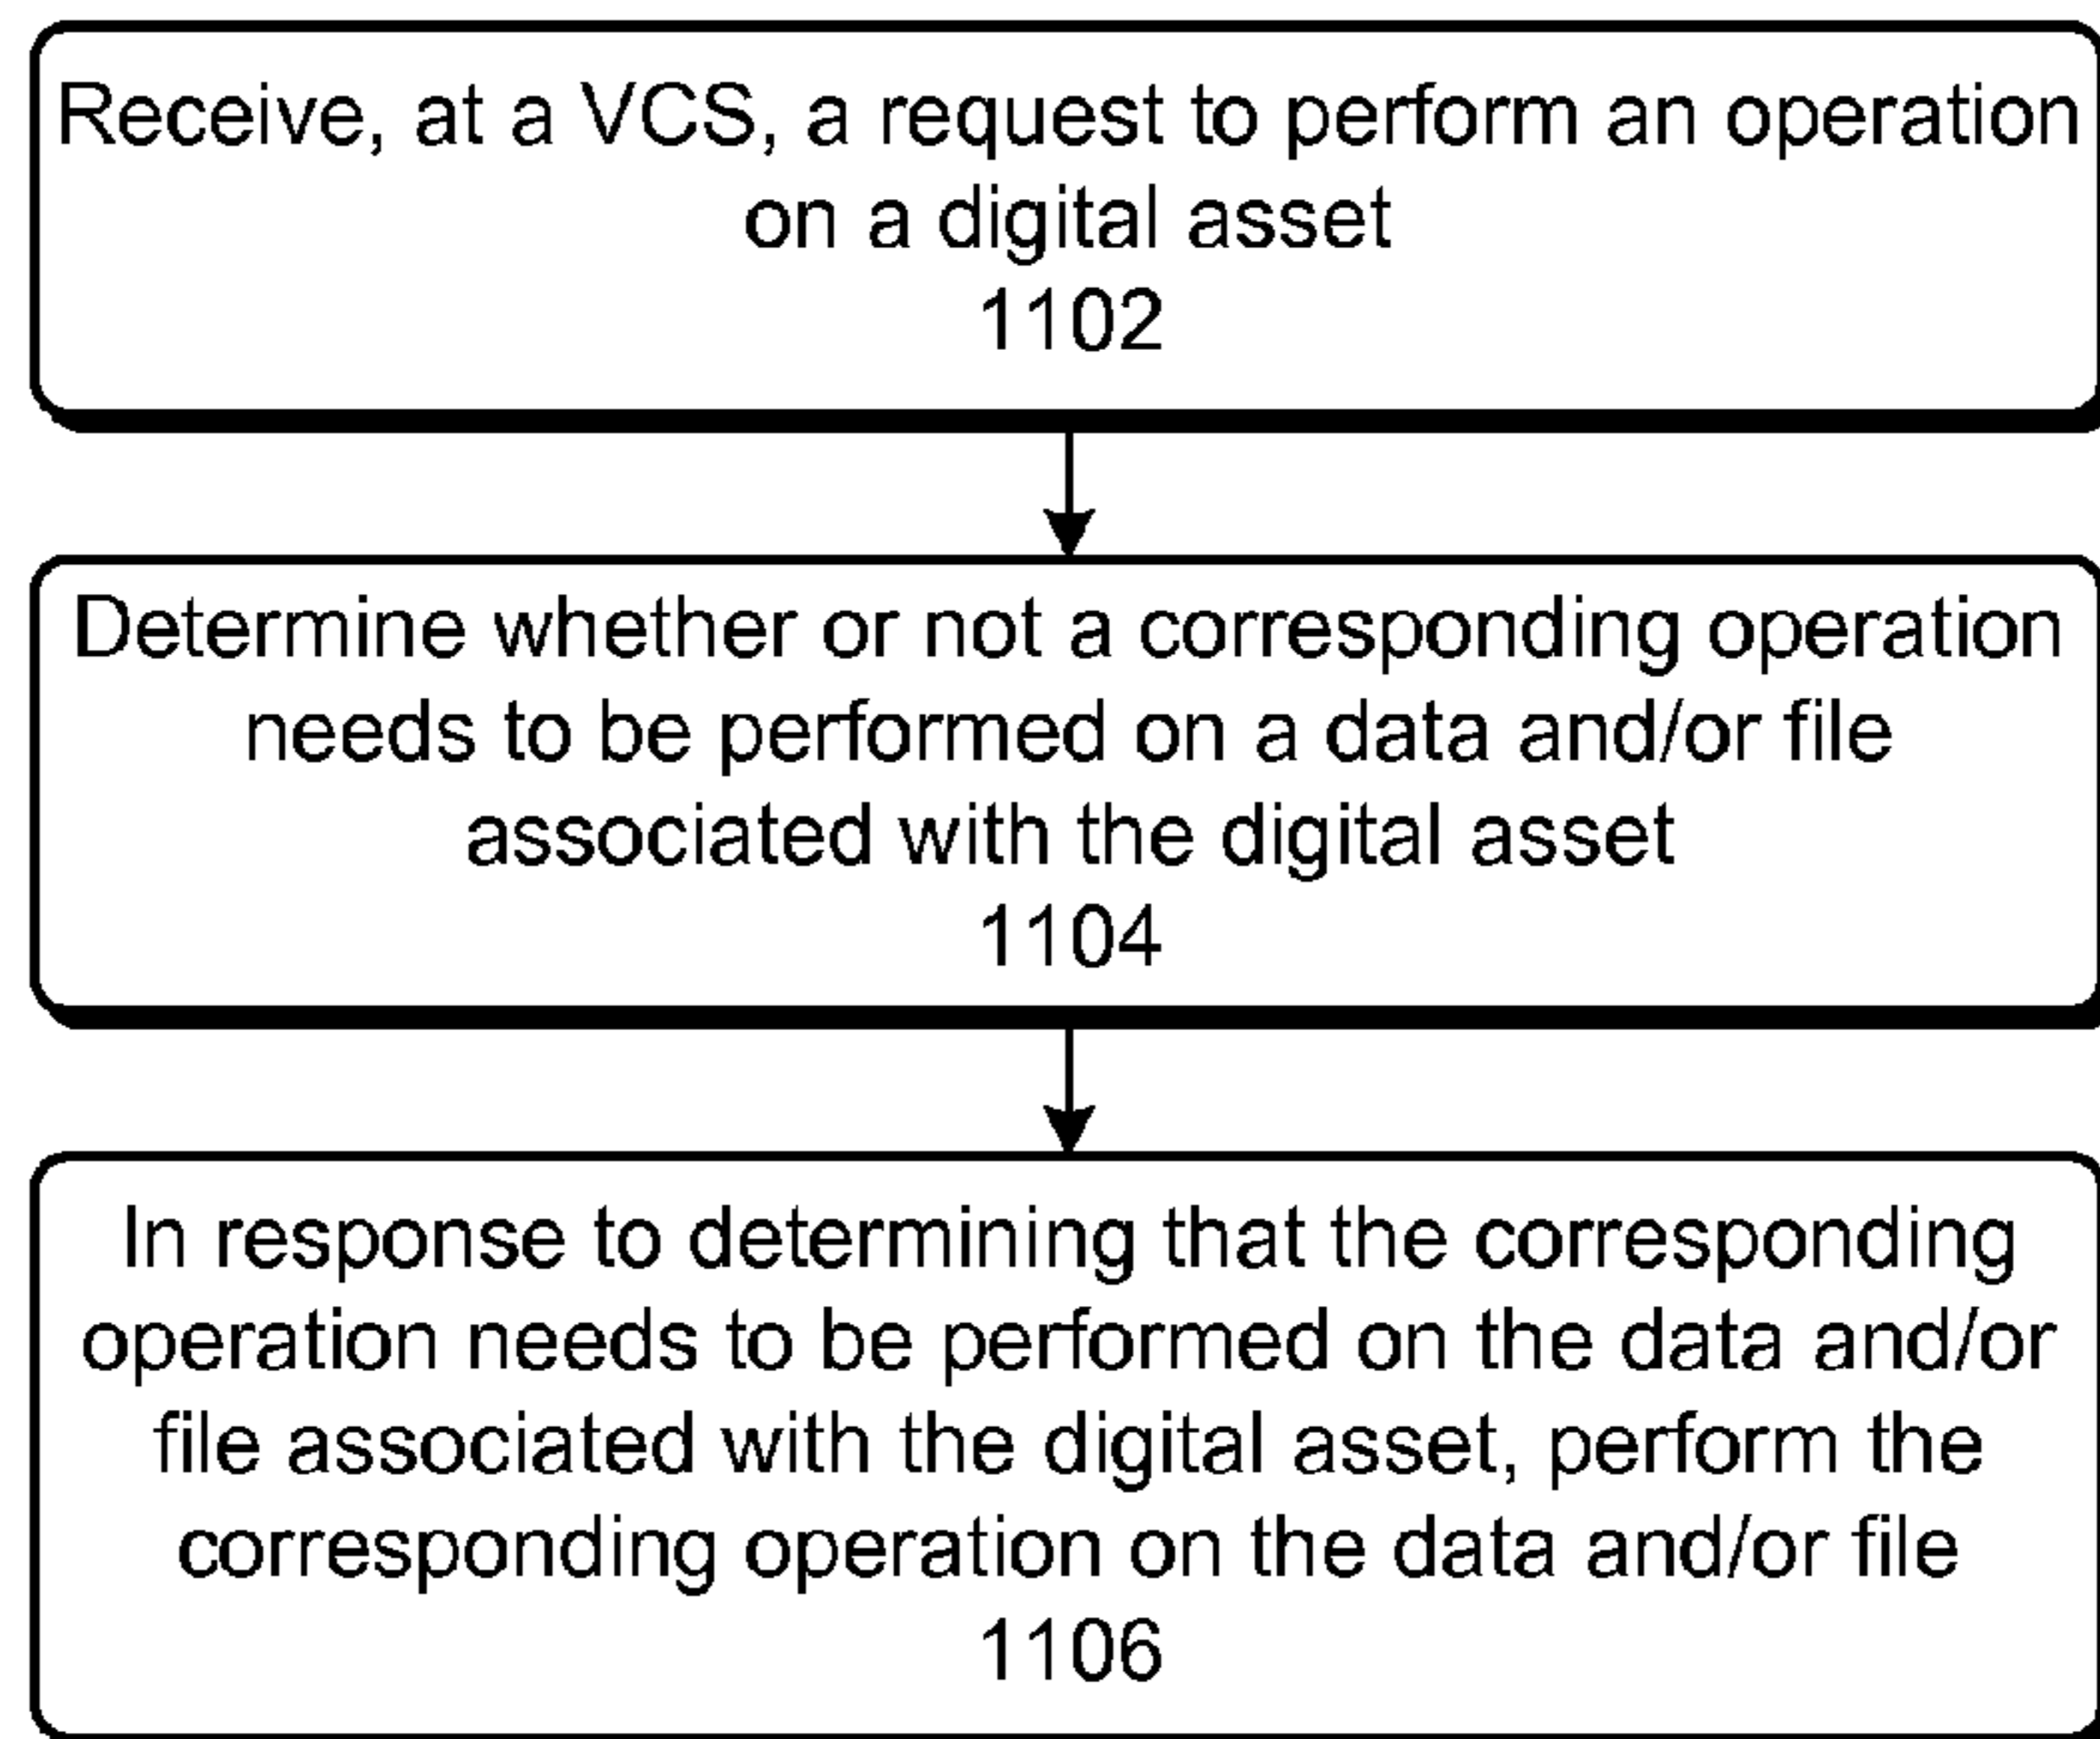 Receive, at a VCS, a request to perform an operation
on a digital asset
1102
Determine whether or not a corresponding operation
needs to be performed on a data and/or file
associated with the digital asset
1104
In response to determining that the corresponding
operation needs to be performed on the data and/or
file associated with the digital asset, perform the
corresponding operation on the data and/or file
1106